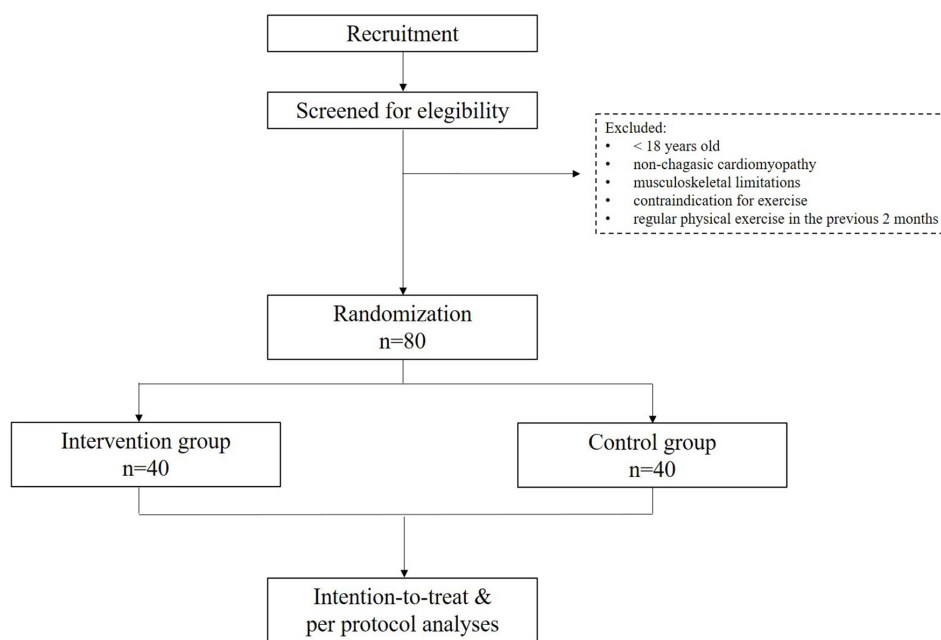 Recruitment
Screened for elegibility
Excluded:
• < 18 years old
• non-chagasic cardiomyopathy
• musculoskeletal limitations
• contraindication for exercise
• regular physical exercise in the previous 2 months
Randomization
n=80
Intervention group
n=40
Control group
n=40
Intention-to-treat &
per protocol analyses